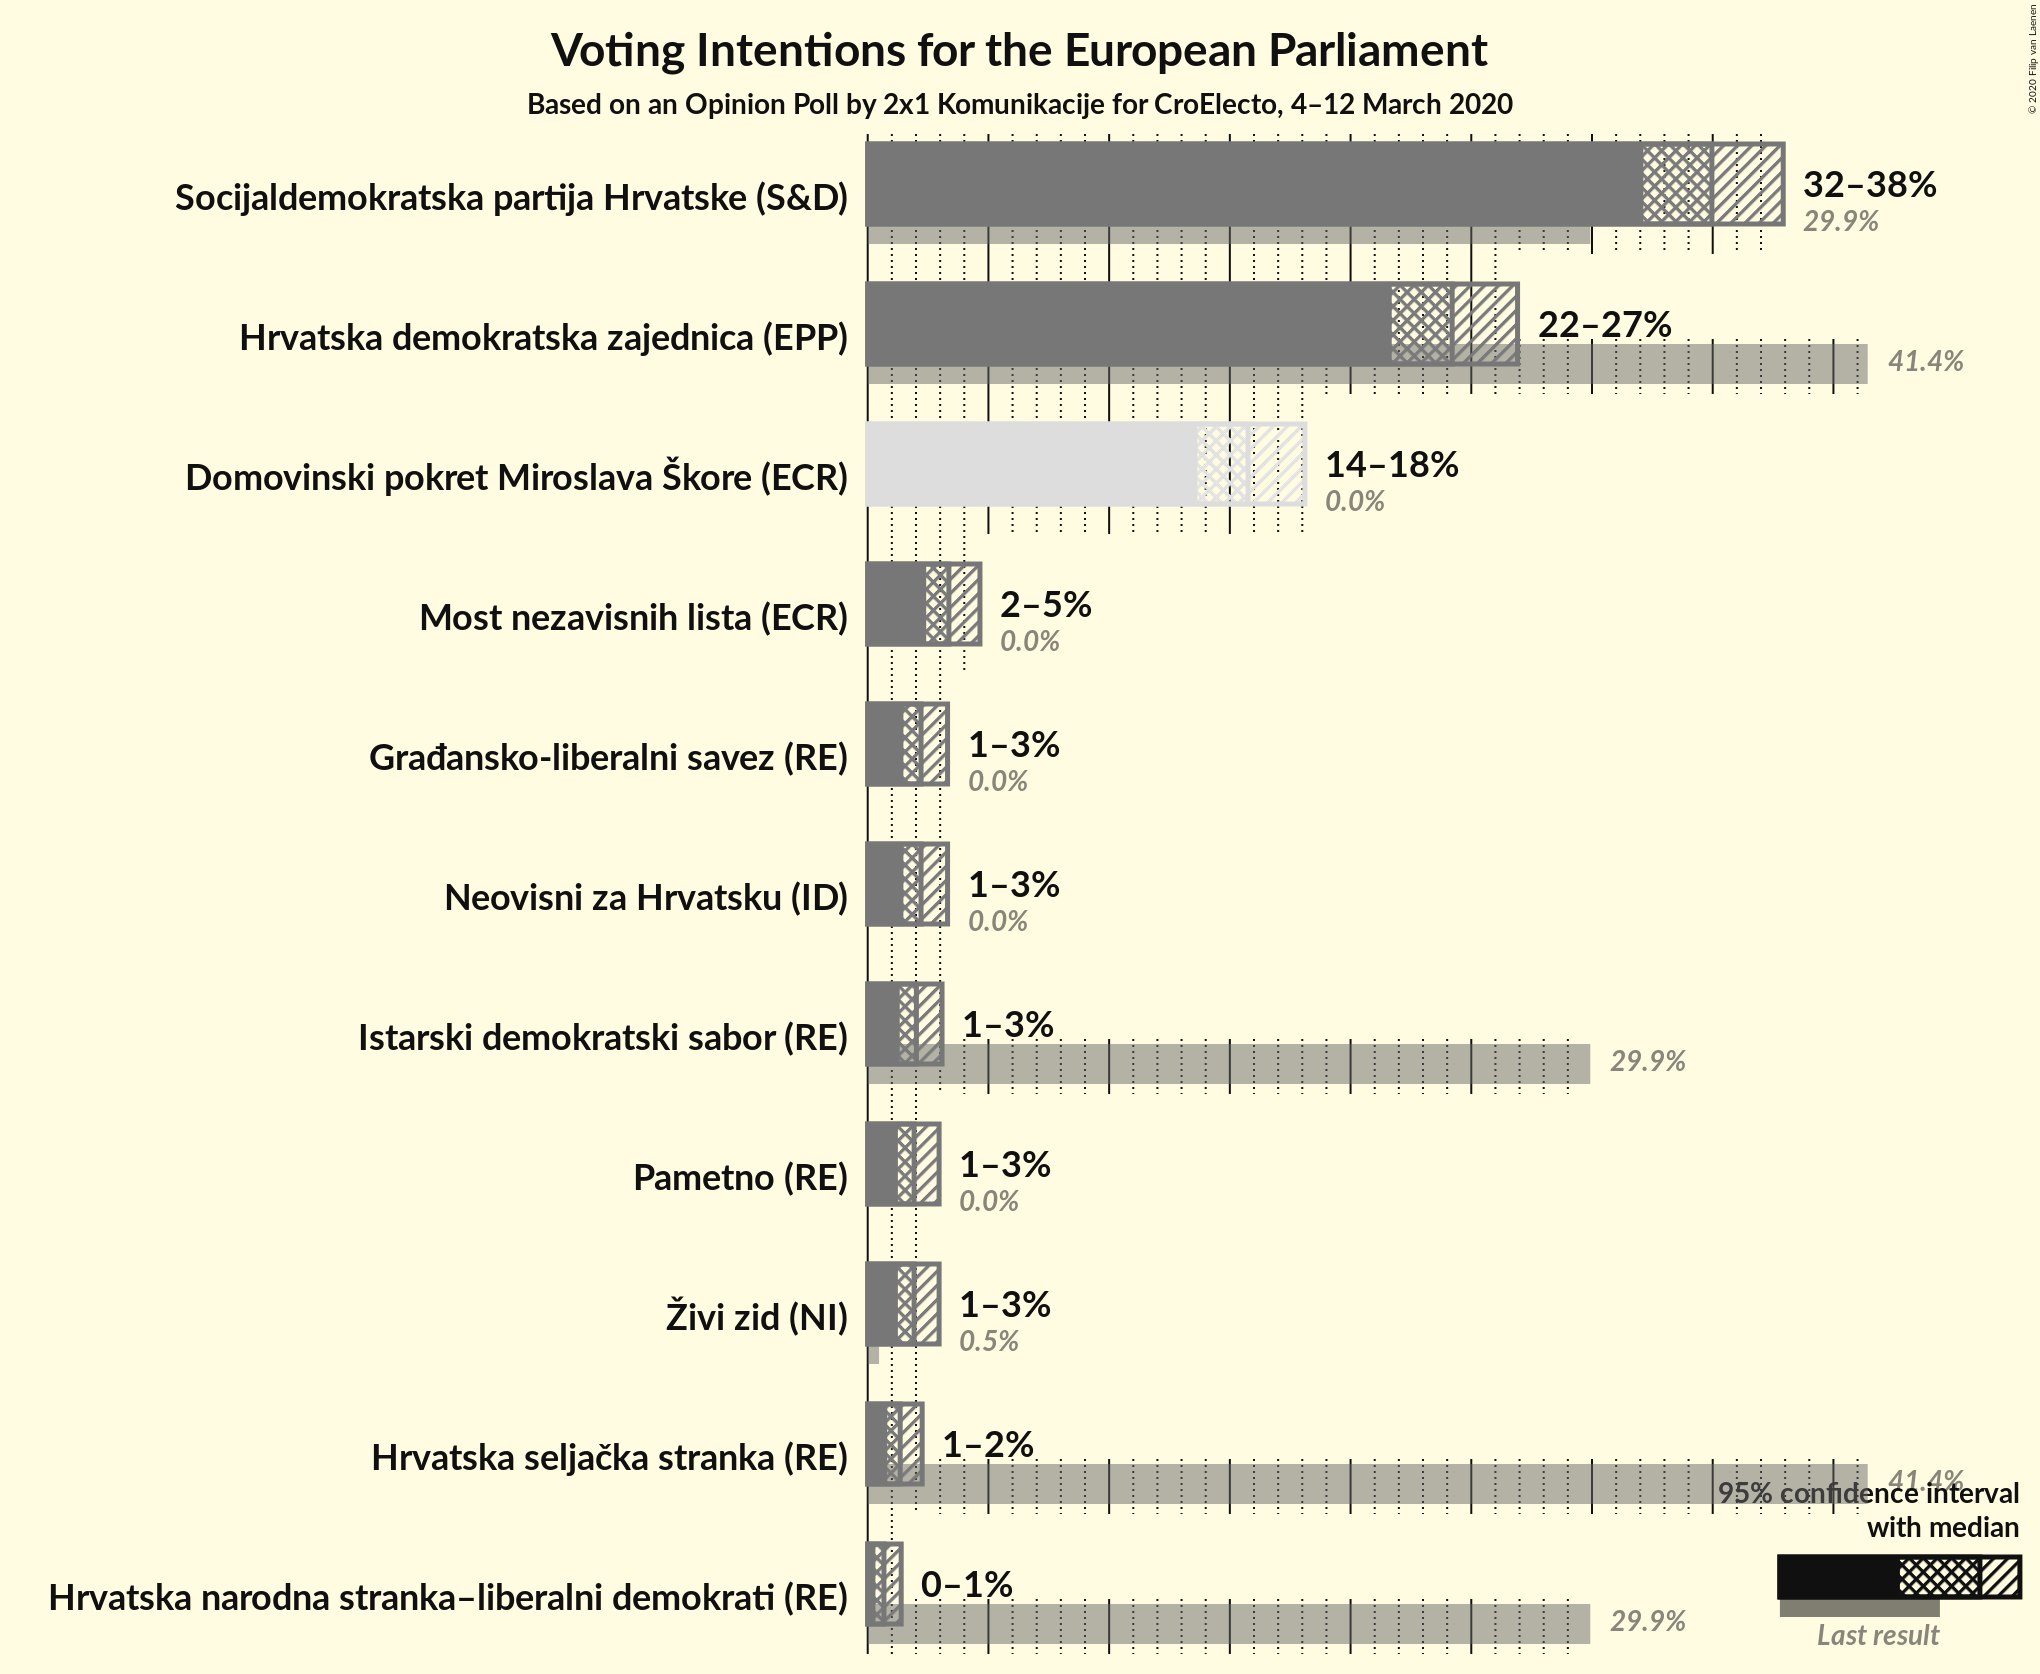 Voting Intentions for the European Parliament
Based on an Opinion Poll by 2x1 Komunikacije for CroElecto, 4–12 March 2020
© 2020 Filip van Laenen
Socijaldemokratska partija Hrvatske (S&D)
32–38%
29.9%
Hrvatska demokratska zajednica (EPP)
22–27%
41.4%
Domovinski pokret Miroslava Škore (ECR)
14–18%
0.0%
Most nezavisnih lista (ECR)
2–5%
0.0%
Građansko-liberalni savez (RE)
1–3%
0.0%
Neovisni za Hrvatsku (ID)
1–3%
0.0%
Istarski demokratski sabor (RE)
1–3%
29.9%
Pametno (RE)
1–3%
0.0%
Živi zid (NI)
1–3%
0.5%
Hrvatska seljačka stranka (RE)
1–2%
41.4%
Hrvatska narodna stranka–liberalni demokrati (RE)
0–1%
29.9%
95% confidence interval
with median
Last result